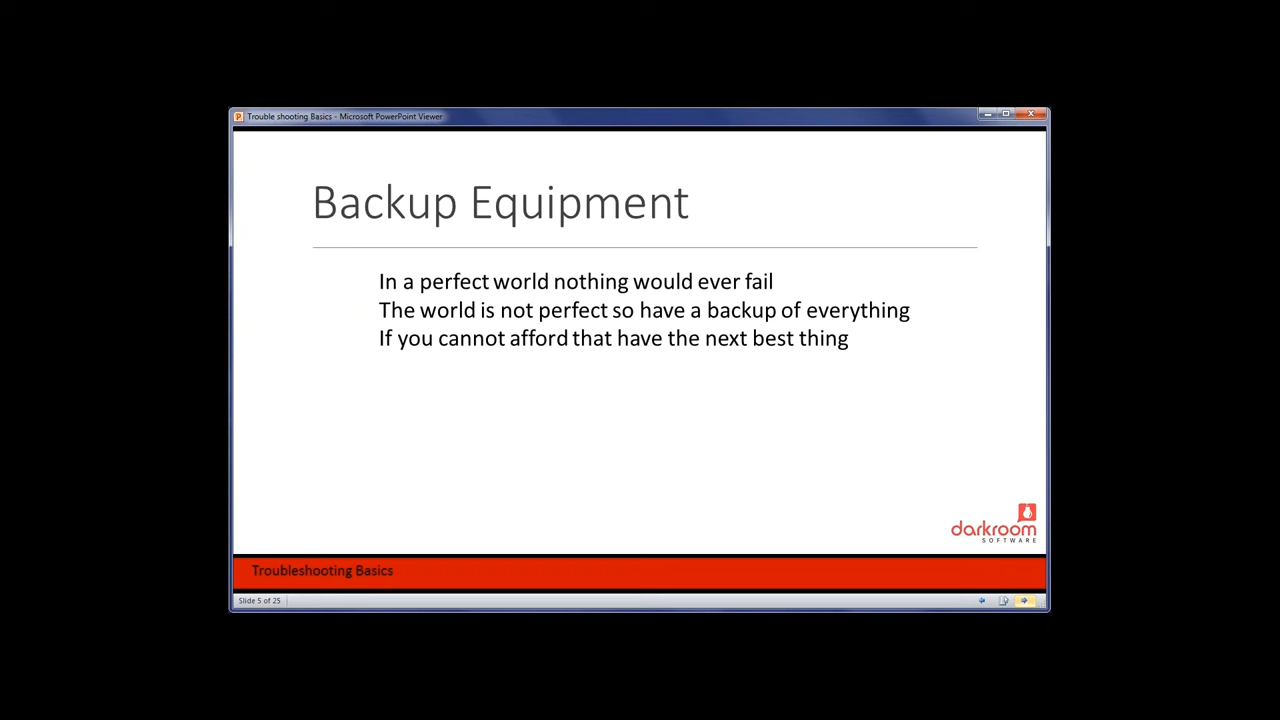 Trouble shooting Basics - Microsoft PowerPoint Viewer
Backup Equipment
In a perfect world nothing would ever fail
The world is not perfect so have a backup of everything
If you cannot afford that have the next best thing
darkroom
SOFTWARE
Troubleshooting Basics
Slide 5 of 25